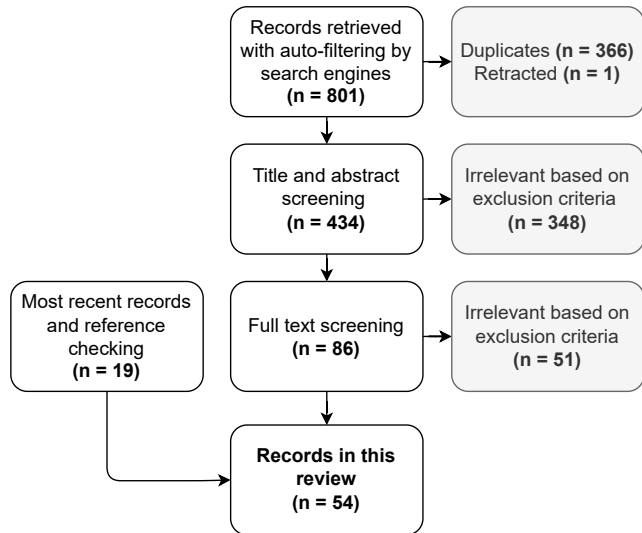 Records retrieved
with auto-filtering by
search engines
(n = 801)
Duplicates (n = 366)
Retracted (n = 1)
Title and abstract
screening
(n = 434)
Irrelevant based on
exclusion criteria
(n = 348)
Most recent records
and reference
checking
(n = 19)
Full text screening
(n = 86)
Irrelevant based on
exclusion criteria
(n = 51)
Records in this
review
(n = 54)